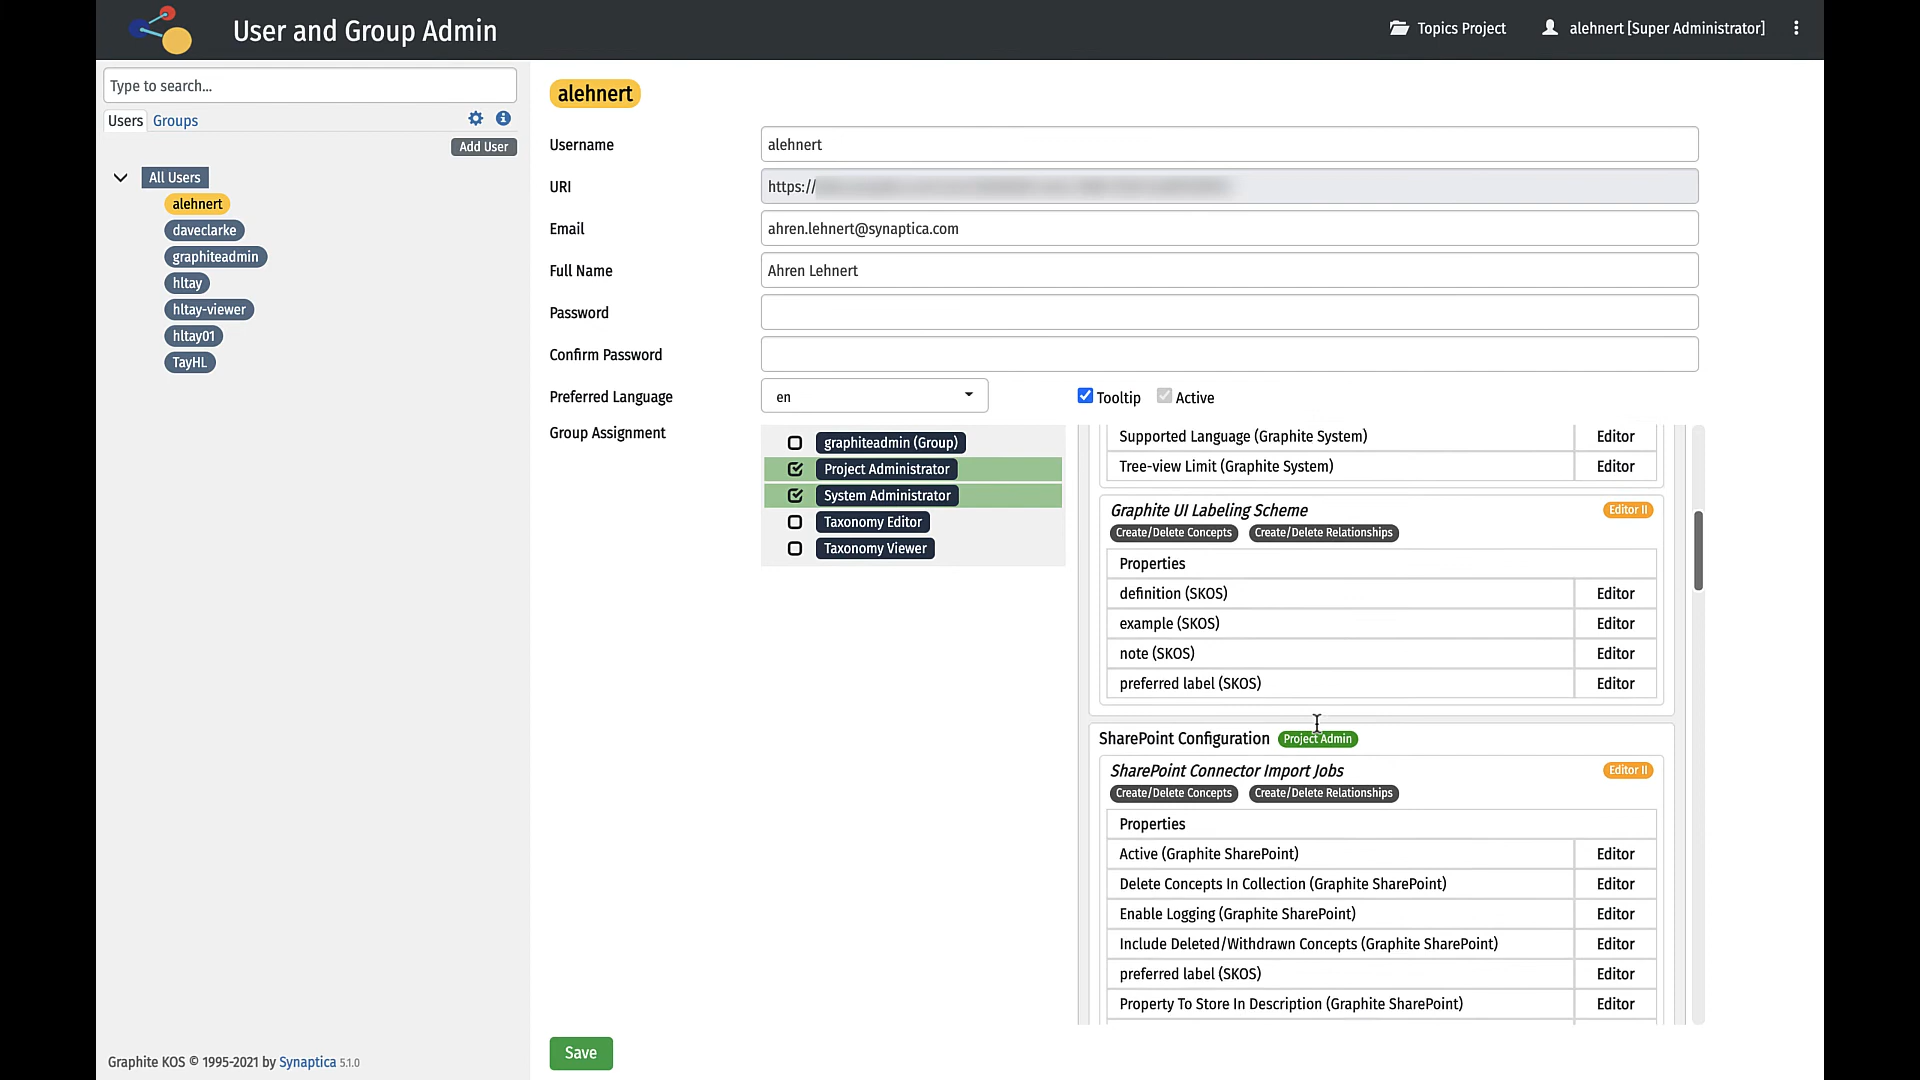 User and Group Admin
Topics Project
alehnert [Super Administrator]
Type to search...
Users Groups
Add User
All Users
alehnert
daveclarke
graphiteadmin
hltay
hltay-viewer
hltay01
TayHL
alehnert
Username alehnert
URI https://
Email ahren.lehnert@synaptica.com
Full Name Ahren Lehnert
Password
Confirm Password
Preferred Language en Tooltip Active
Group Assignment
graphiteadmin (Group)
Project Administrator
System Administrator
Taxonomy Editor
Taxonomy Viewer
Supported Language (Graphite System) Editor
Tree-view Limit (Graphite System) Editor
Graphite UI Labeling Scheme Editor II
Create/Delete Concepts Create/Delete Relationships
Properties
definition (SKOS) Editor
example (SKOS) Editor
note (SKOS) Editor
preferred label (SKOS) Editor
SharePoint Configuration Project Admin
SharePoint Connector Import Jobs Editor II
Create/Delete Concepts Create/Delete Relationships
Properties
Active (Graphite SharePoint) Editor
Delete Concepts In Collection (Graphite SharePoint) Editor
Enable Logging (Graphite SharePoint) Editor
Include Deleted/Withdrawn Concepts (Graphite SharePoint) Editor
preferred label (SKOS) Editor
Property To Store In Description (Graphite SharePoint) Editor
Save
Graphite KOS © 1995-2021 by Synaptica 5.1.0